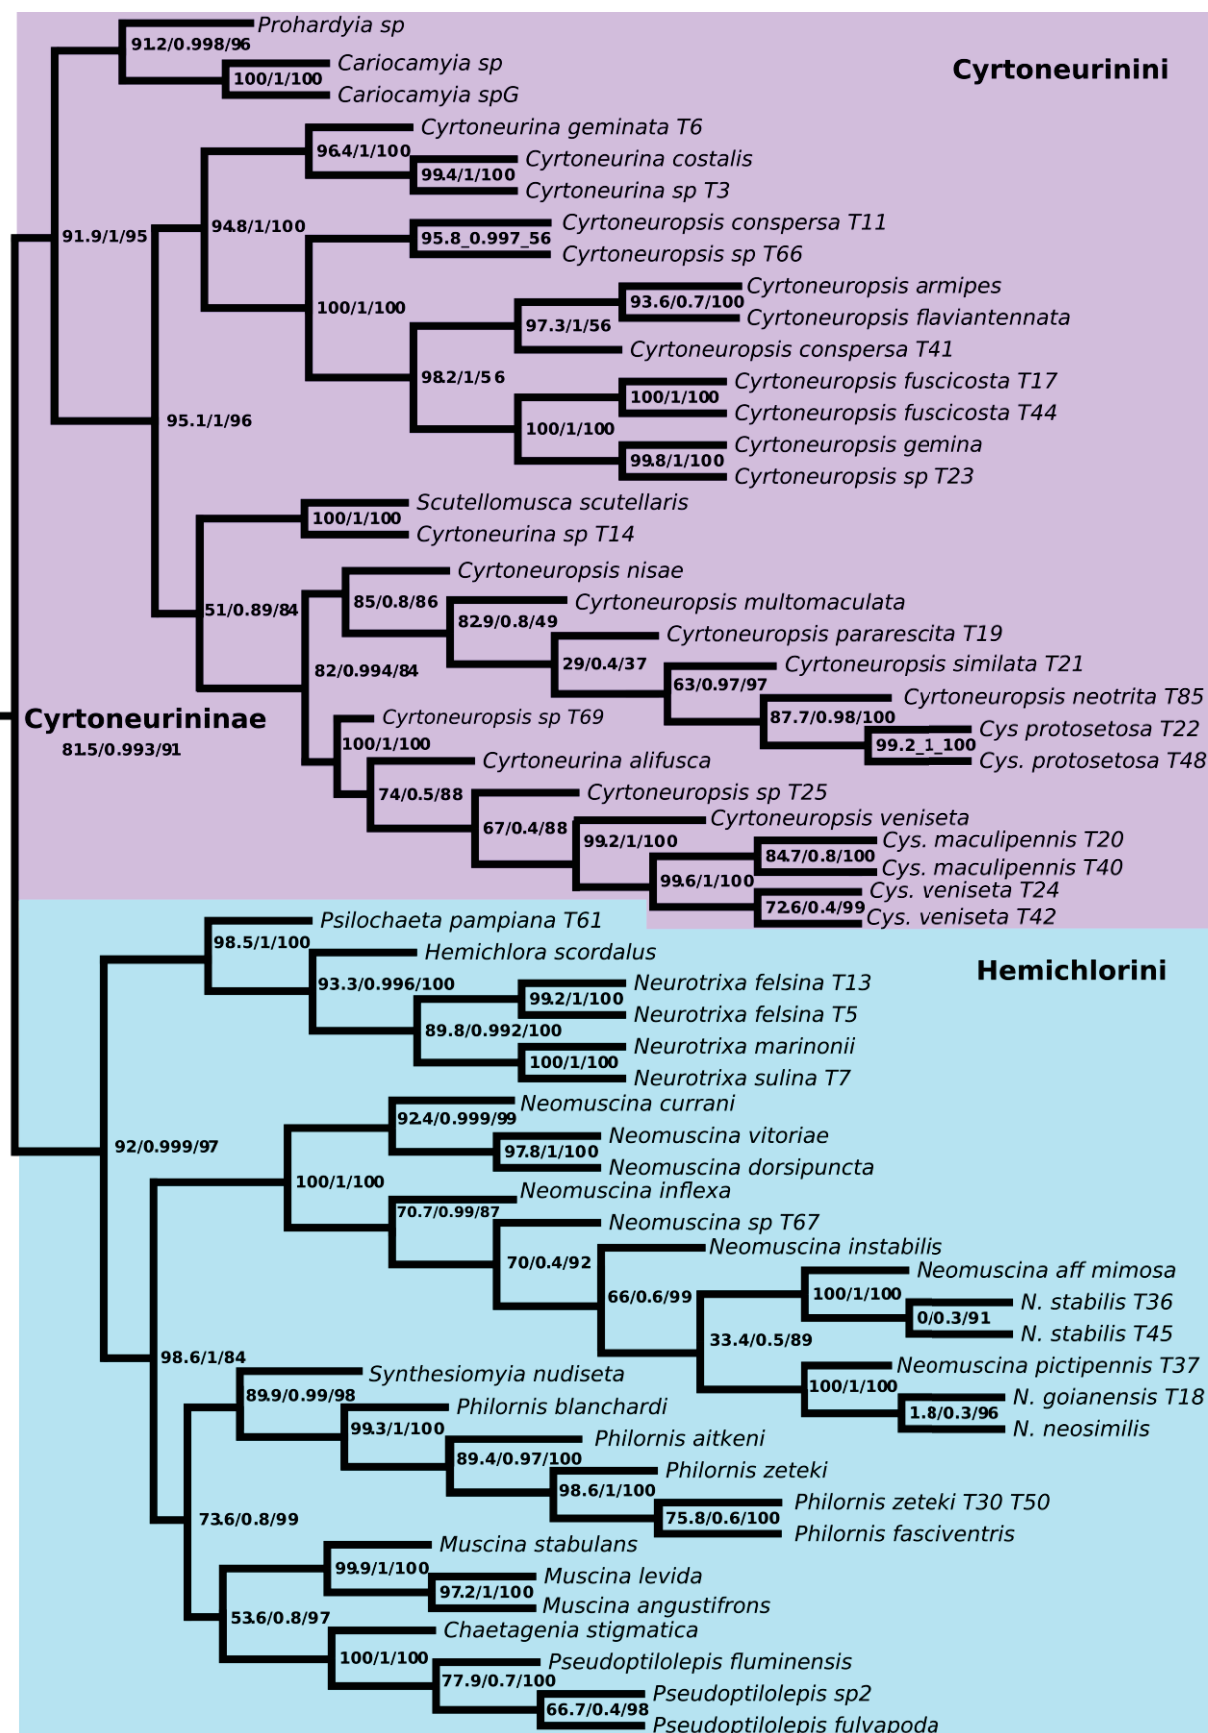 Prohardyia sp
91.2/0.998/96
Cyrtoneurinini
Cariocamyia sp
100/1/100
Cariocamyia spG
Cyrtoneurina geminata T6
96.4/1/100
Cyrtoneurina costalis
99.4/1/100
Cyrtoneurina sp T3
94.8/1/100
91.9/1/95
Cyrtoneuropsis conspersa T11
95.8_0.997_56
Cyrtoneuropsis sp T66
Cyrtoneuropsis armipes
93.6/0.7/100
100/1/100
Cyrtoneuropsis flaviantennata
97.3/1/56
Cyrtoneuropsis conspersa T41
98.2/1/56
Cyrtoneuropsis fuscicosta T17
100/1/100
Cyrtoneuropsis fuscicosta T44
95.1/1/96
100/1/100
Cyrtoneuropsis gemina
99.8/1/100
Cyrtoneuropsis sp T23
Scutellomusca scutellaris
100/1/100
Cyrtoneurina sp T14
Cyrtoneuropsis nisae
85/0.8/86
Cyrtoneuropsis multomaculata
51/0.89/84
82.9/0.8/49
Cyrtoneuropsis pararescita T19
29/0.4/37
Cyrtoneuropsis similata T21
82/0.994/84
63/0.97/97
Cyrtoneuropsis neotrita T85
87.7/0.98/100
Cyrtoneurininae
81.5/0.993/91
Cyrtoneuropsis sp T69
Cys protosetosa T22
100/1/100
99.2_1_100
Cyrtoneurina alifusca
Cys. protosetosa T48
74/0.5/88
Cyrtoneuropsis sp T25
67/0.4/88
Cyrtoneuropsis veniseta
99.2/1/100
Cys. maculipennis T20
84.7/0.8/100
Cys. maculipennis T40
99.6/1/100
Cys. veniseta T24
72.6/0.4/99
Cys. veniseta T42
Psilochaeta pampiana T61
98.5/1/100
Hemichlora scordalus
Hemichlorini
93.3/0.996/100
Neurotrixa felsina T13
99.2/1/100
Neurotrixa felsina T5
89.8/0.992/100
Neurotrixa marinonii
100/1/100
Neurotrixa sulina T7
Neomuscina currani
92.4/0.999/99
Neomuscina vitoriae
92/0.999/97
97.8/1/100
Neomuscina dorsipuncta
100/1/100
Neomuscina inflexa
70.7/0.99/87
Neomuscina sp T67
Neomuscina instabilis
70/0.4/92
Neomuscina aff mimosa
66/0.6/99
100/1/100
N. stabilis T36
0/0.3/91
N. stabilis T45
33.4/0.5/89
98.6/1/84
Synthesiomyia nudiseta
Neomuscina pictipennis T37
89.9/0.99/98
100/1/100
N. goianensis T18
Philornis blanchardi
1.8/0.3/96
99.3/1/100
N. neosimilis
Philornis aitkeni
89.4/0.97/100
Philornis zeteki
98.6/1/100
Philornis zeteki T30 T50
73.6/0.8/99
75.8/0.6/100
Philornis fasciventris
Muscina stabulans
99.9/1/100
Muscina levida
97.2/1/100
Muscina angustifrons
53.6/0.8/97
Chaetagenia stigmatica
100/1/100
Pseudoptilolepis fluminensis
77.9/0.7/100
Pseudoptilolepis sp2
66.7/0.4/98
Pseudoptilolepis fulvapoda